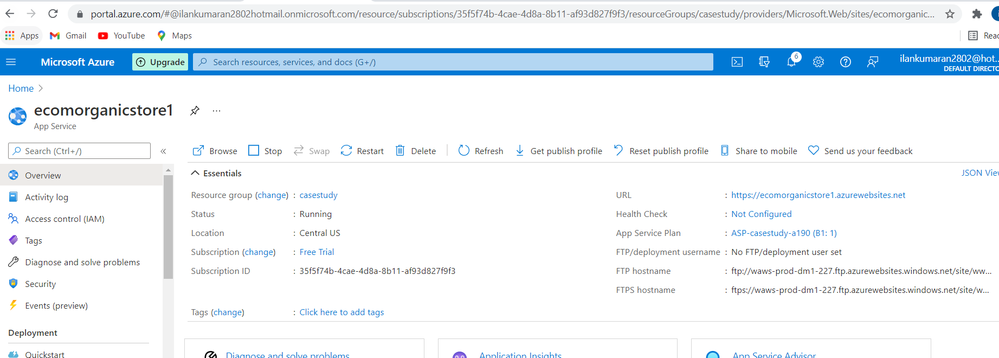 portal.azure.com/#@ilankumaran2802hotmail.onmicrosoft.com/resource/subscriptions/35f5f74b-4cae-4d8a-8b11-af93d827f9f3/resourceGroups/casestudy/providers/Microsoft.Web/sites/ecomorganic...
Apps Gmail YouTube Maps Reac
Microsoft Azure Upgrade Search resources, services, and docs (G+/) 6 ilankumaran2802@hot...
DEFAULT DIRECTO
Home
ecomorganicstore1 ...
App Service
Search (Ctrl+/) « Browse Stop Swap Restart Delete Refresh Get publish profile Reset publish profile Share to mobile Send us your feedback
Overview
Activity log
Access control (IAM)
Tags
Diagnose and solve problems
Security
Events (preview)
Deployment
Quickstart
Essentials JSON View
Resource group (change) : casestudy
Status : Running
Location : Central US
Subscription (change) : Free Trial
Subscription ID : 35f5f74b-4cae-4d8a-8b11-af93d827f9f3
URL : https://ecomorganicstore1.azurewebsites.net
Health Check : Not Configured
App Service Plan : ASP-casestudy-a190 (B1: 1)
FTP/deployment username : No FTP/deployment user set
FTP hostname : ftp://waws-prod-dm1-227.ftp.azurewebsites.windows.net/site/ww...
FTPS hostname : ftps://waws-prod-dm1-227.ftp.azurewebsites.windows.net/site/w...
Tags (change) : Click here to add tags
Diagnose and solve problems Application Insights App Service Advisor